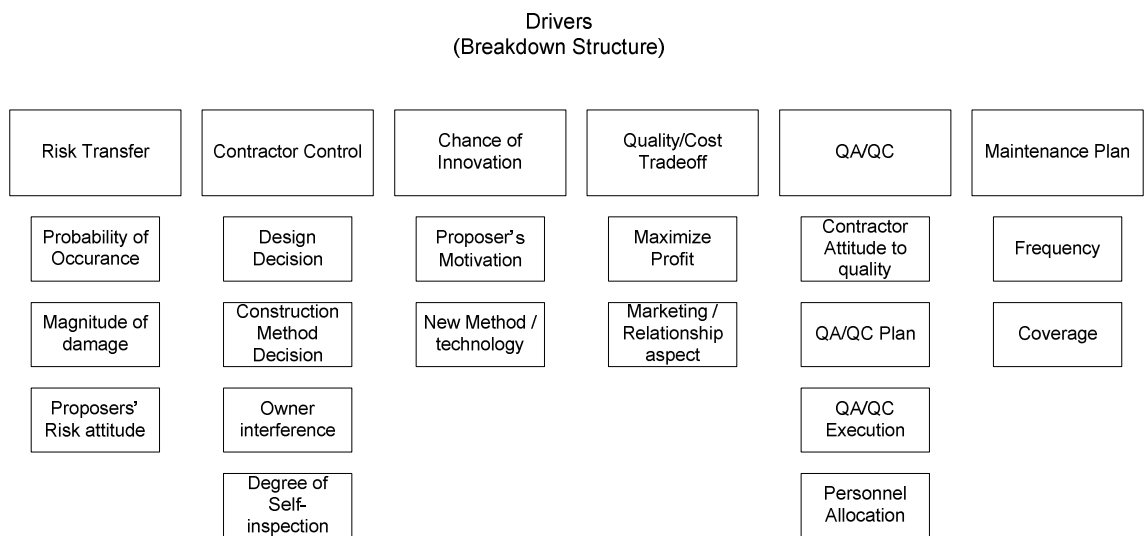 Drivers
(Breakdown Structure)
Risk Transfer
Contractor Control
Chance of
Innovation
Quality/Cost
Tradeoff
QA/QC
Maintenance Plan
Probability of
Occurance
Magnitude of
damage
Proposers’
Risk attitude
Design
Decision
Construction
Method
Decision
Owner
interference
Degree of
Self-
inspection
Proposer’s
Motivation
New Method /
technology
Maximize
Profit
Marketing /
Relationship
aspect
Contractor
Attitude to
quality
QA/QC Plan
QA/QC
Execution
Personnel
Allocation
Frequency
Coverage